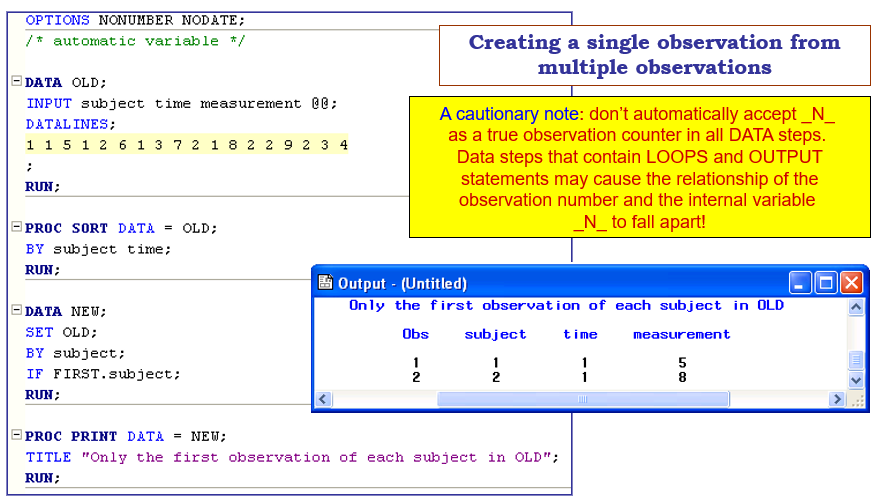 OPTIONS NONUMBER NODATE;
/* automatic variable */
DATA OLD;
INPUT subject time measurement @@;
DATALINES;
1 1 5 1 2 6 1 3 7 2 1 8 2 2 9 2 3 4
;
RUN;
PROC SORT DATA = OLD;
BY subject time;
RUN;
DATA NEW;
SET OLD;
BY subject;
IF FIRST.subject;
RUN;
PROC PRINT DATA = NEW;
TITLE "Only the first observation of each subject in OLD";
RUN;
Creating a single observation from
multiple observations
A cautionary note: don't automatically accept _N_
as a true observation counter in all DATA steps.
Data steps that contain LOOPS and OUTPUT
statements may cause the relationship of the
observation number and the internal variable
_N_ to fall apart!
Output - (Untitled)
Only the first observation of each subject in OLD
Obs subject time measurement
1 1 1 5
2 2 1 8